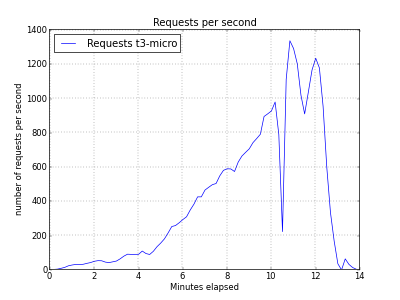 Requests per second
Requests t3-micro
number of requests per second
1400
1200
1000
800
600
400
200
0
0 2 4 6 8 10 12 14
Minutes elapsed